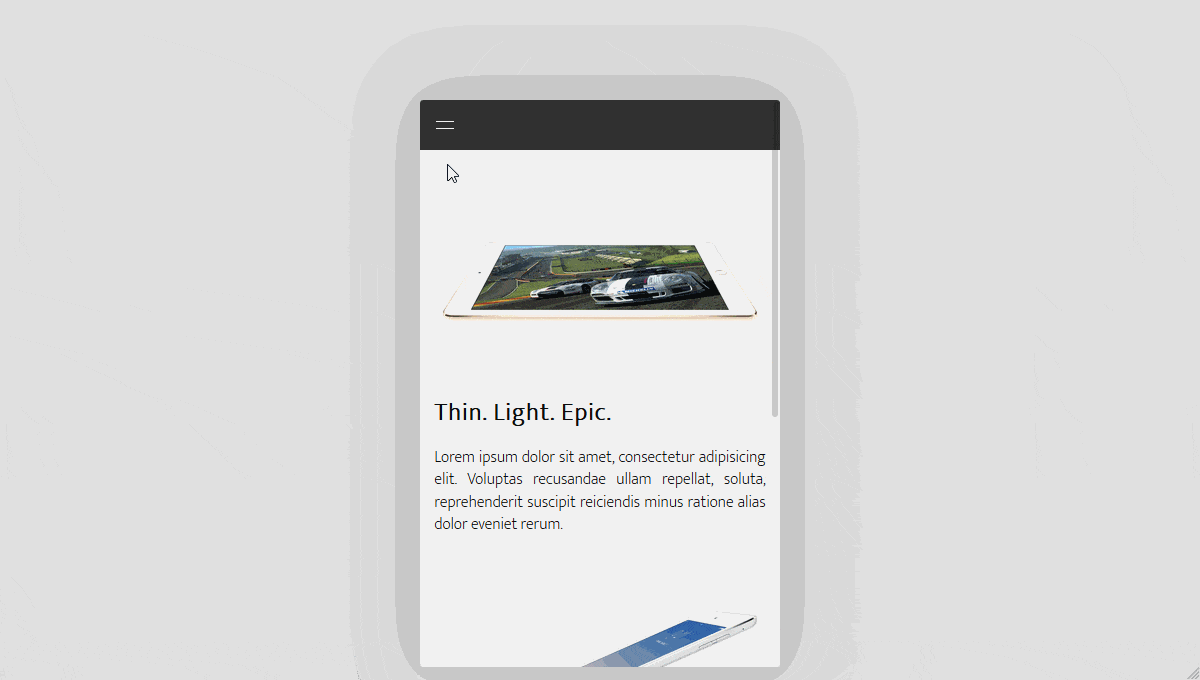 Thin. Light. Epic.
Lorem ipsum dolor sit amet, consectetur adipisicing
elit. Voluptas recusandae ullam repellat, soluta,
reprehenderit suscipit reiciendis minus ratione alias
dolor eveniet rerum.